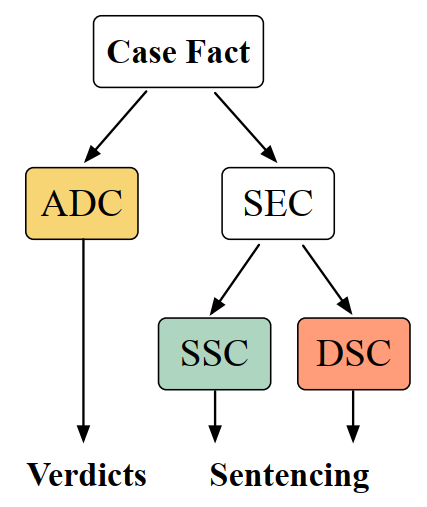 Case Fact
ADC
SEC
SSC
DSC
Verdicts
Sentencing